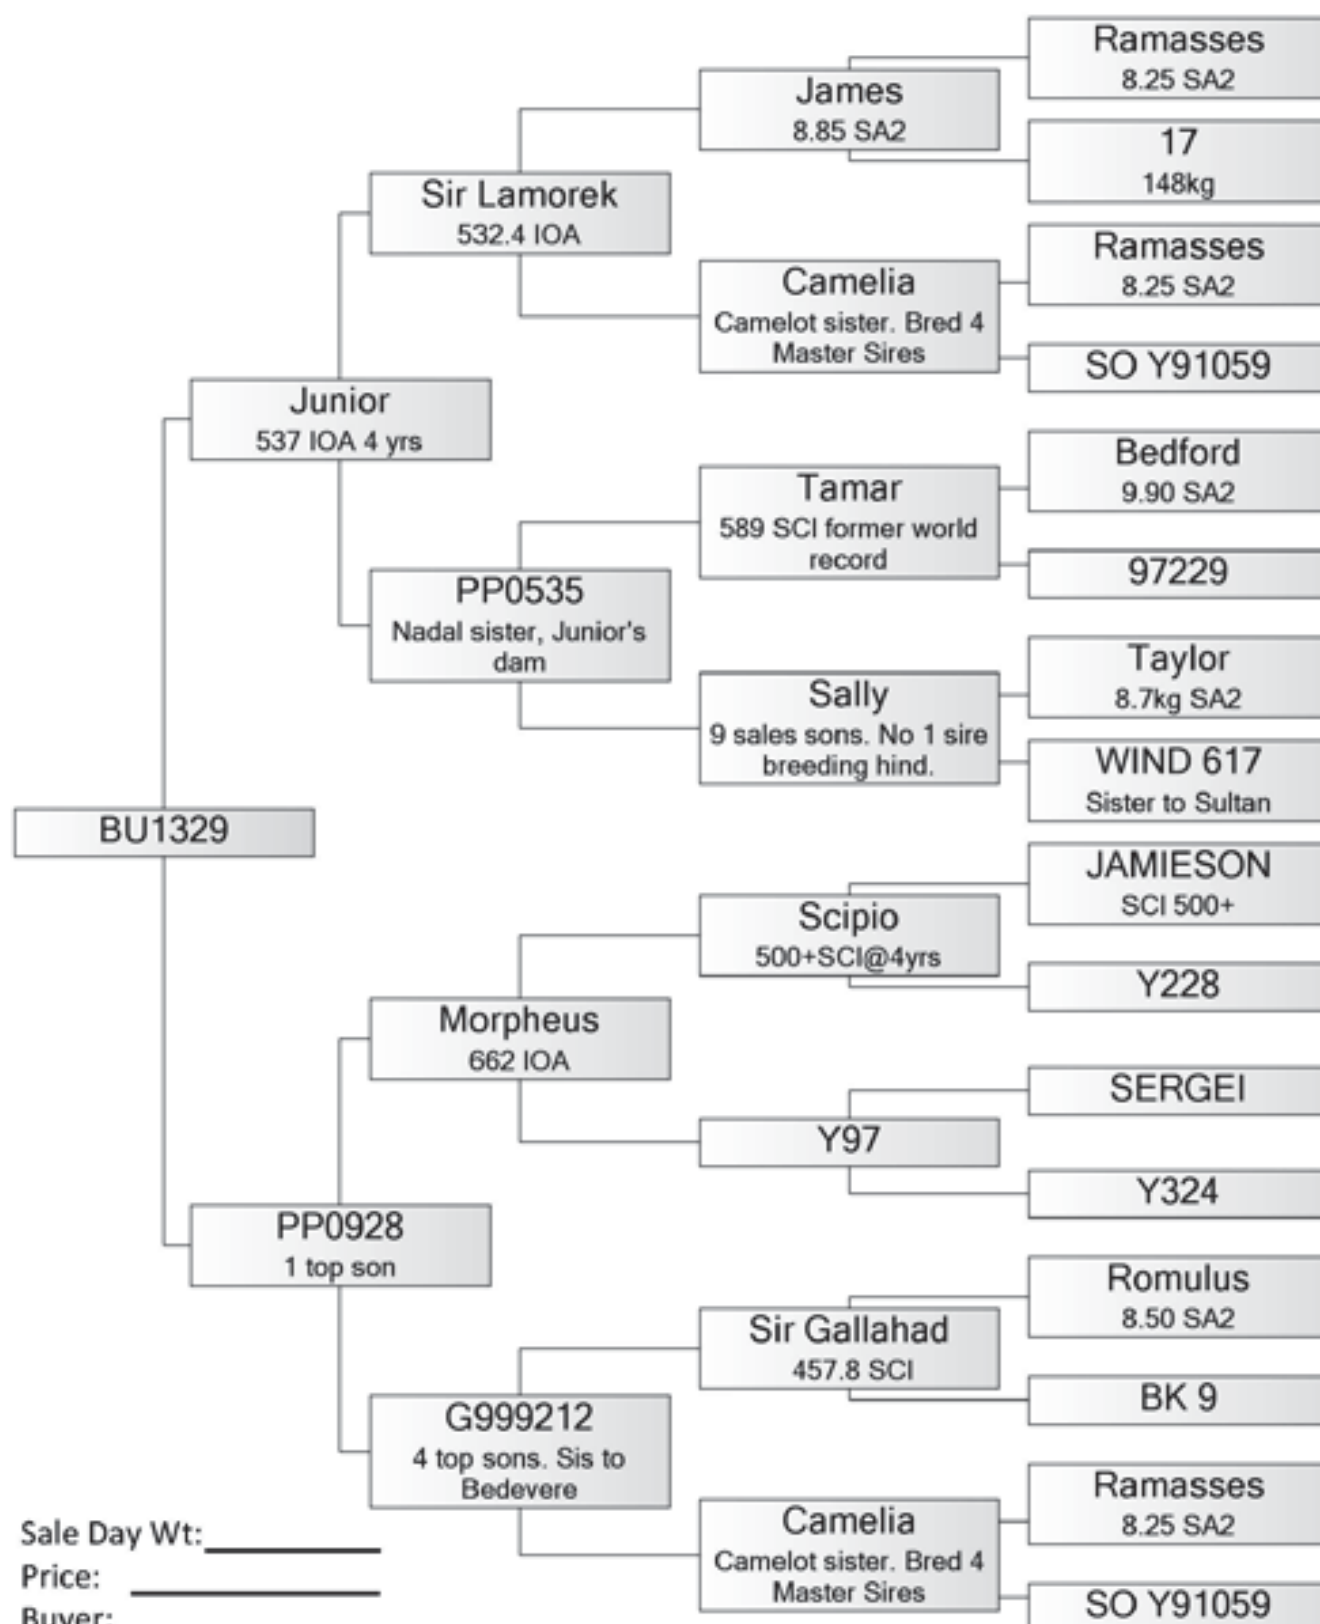 Ramasses
8.25 SA2
James
8.85 SA2
17
148kg
Sir Lamorek
532.4 IOA
Ramasses
8.25 SA2
Camelia
Camelot sister. Bred 4
Master Sires
SO Y91059
Junior
537 IOA 4 yrs
Bedford
9.90 SA2
Tamar
589 SCI former world
record
97229
PP0535
Nadal sister, Junior's
dam
Taylor
8.7kg SA2
Sally
9 sales sons. No 1 sire
breeding hind.
WIND 617
Sister to Sultan
BU1329
JAMIESON
SCI 500+
Scipio
500+SCI@4yrs
Y228
Morpheus
662 IOA
SERGEI
Y97
Y324
PP0928
1 top son
Romulus
8.50 SA2
Sir Gallahad
457.8 SCI
BK 9
G999212
4 top sons. Sis to
Bedevere
Ramasses
8.25 SA2
Camelia
Camelot sister. Bred 4
Master Sires
SO Y91059
Sale Day Wt:
Price:
Buyer: